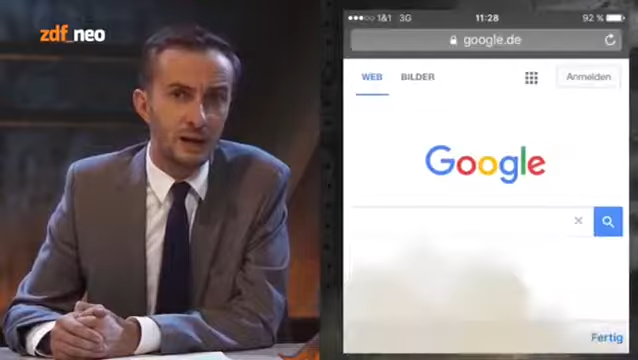 zdf_neo
1&1 3G 11:28 92 %
google.de
WEB BILDER Anmelden
Google
Fertig